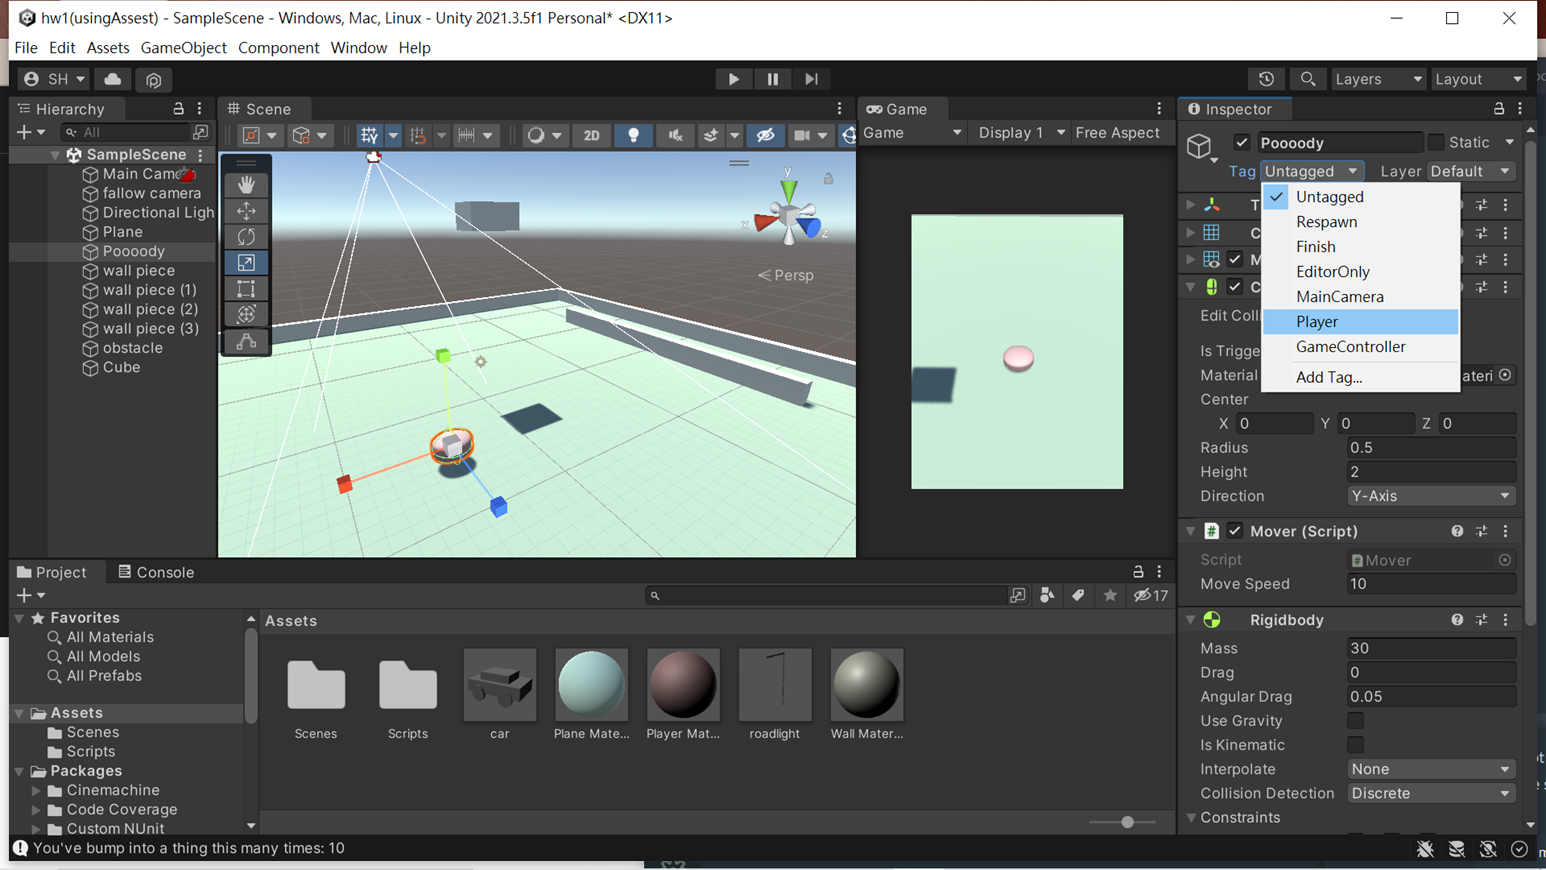 hw1(usingAssest) - SampleScene - Windows, Mac, Linux - Unity 2021.3.5f1 Personal* <DX11>
File Edit Assets GameObject Component Window Help
SH
Layers
Layout
Hierarchy
All
SampleScene
Main Cam
fallow camera
Directional Ligh
Plane
Poooody
wall piece
wall piece (1)
wall piece (2)
wall piece (3)
obstacle
Cube
Scene
2D
y
x
z
Persp
Game
Game
Display 1
Free Aspect
Inspector
Poooody
Static
Tag Untagged
Layer Default
Untagged
Respawn
Finish
EditorOnly
MainCamera
Player
GameController
Add Tag...
T
C
M
C
Edit Colli
Is Trigge
Material
ateri
Center
X 0 Y 0 Z 0
Radius 0.5
Height 2
Direction Y-Axis
# Mover (Script)
Script Mover
Move Speed 10
Rigidbody
Mass 30
Drag 0
Angular Drag 0.05
Use Gravity
Is Kinematic
Interpolate None
Collision Detection Discrete
Constraints
Project
Console
17
Favorites
All Materials
All Models
All Prefabs
Assets
Scenes
Scripts
Packages
Cinemachine
Code Coverage
Custom NUnit
Assets
Scenes
Scripts
car
Plane Mate...
Player Mat...
roadlight
Wall Mater...
You've bump into a thing this many times: 10